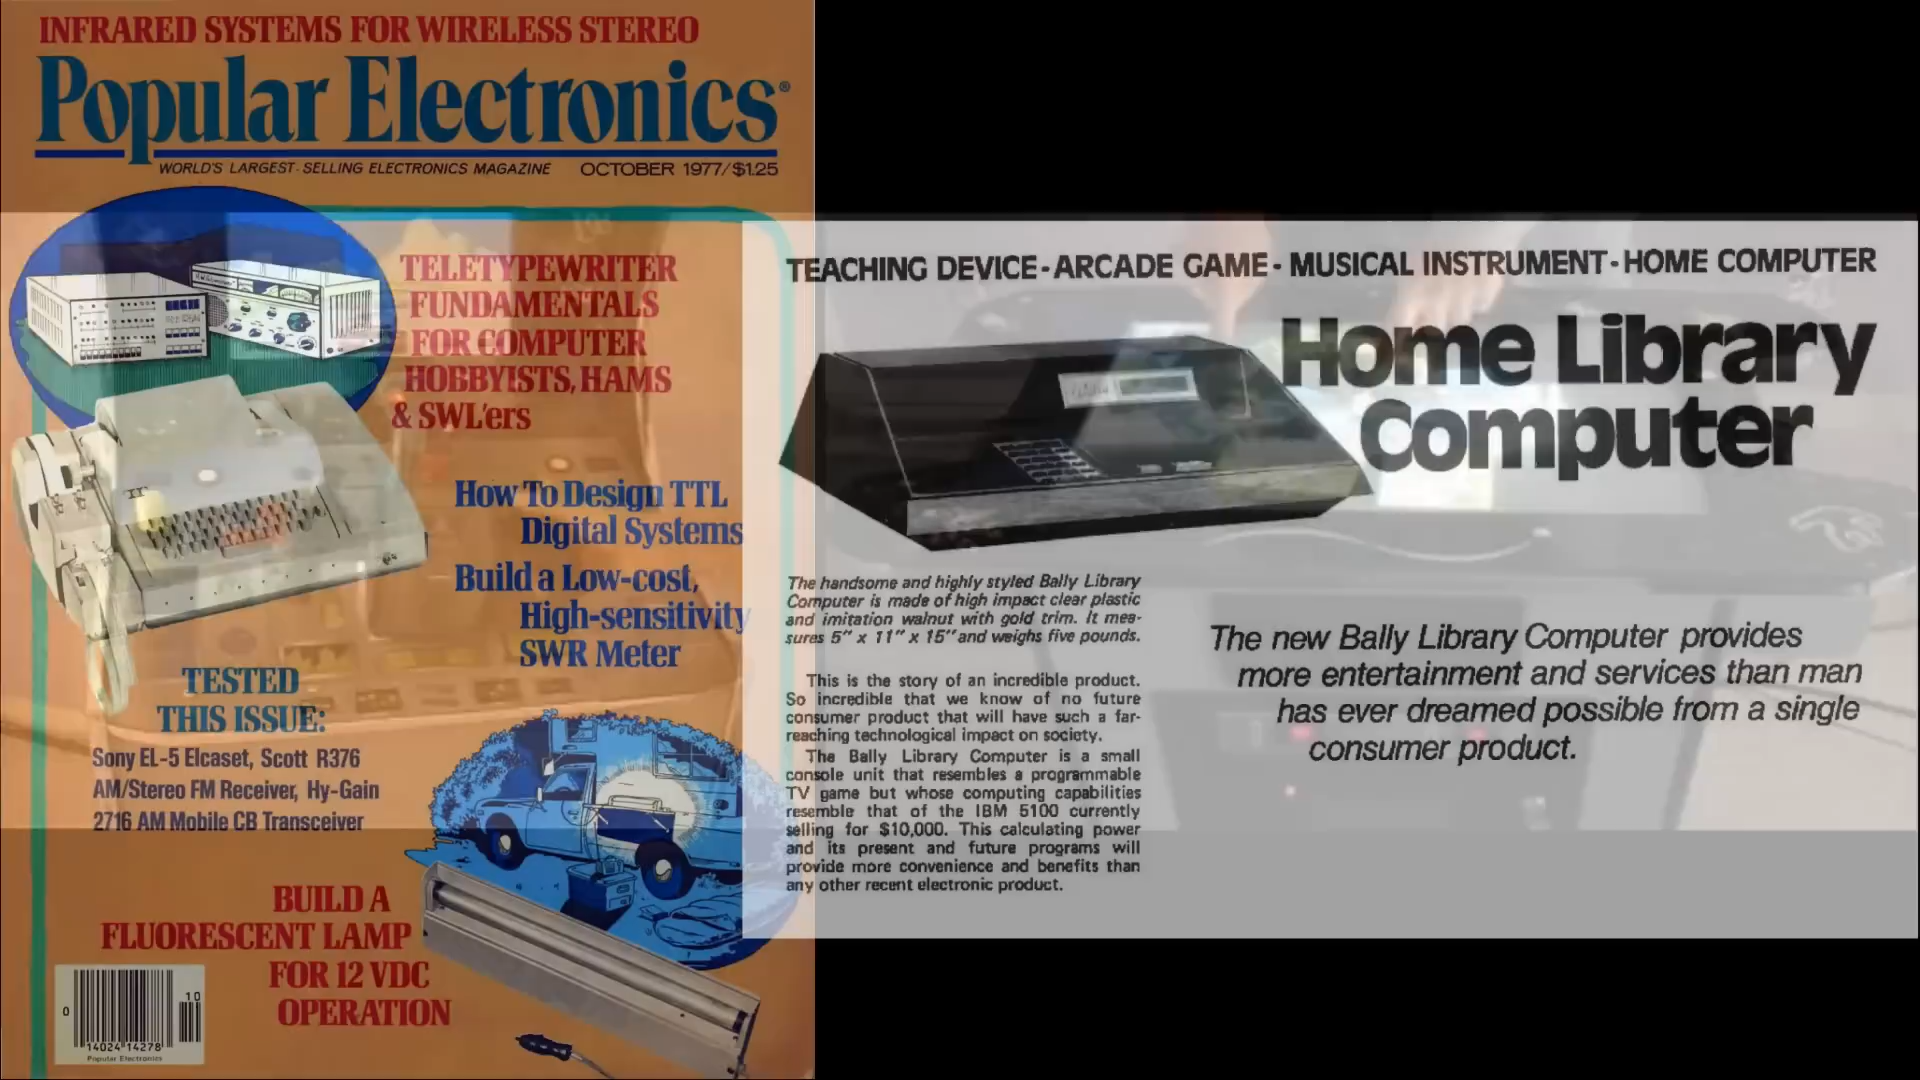 INFRARED SYSTEMS FOR WIRELESS STEREO
Popular Electronics®
WORLD'S LARGEST-SELLING ELECTRONICS MAGAZINE OCTOBER 1977/$1.25
TELETYPEWRITER
FUNDAMENTALS
FOR COMPUTER
HOBBYISTS, HAMS
& SWL'ers
How To Design TTL
Digital Systems
Build a Low-cost,
High-sensitivity
SWR Meter
TESTED
THIS ISSUE:
Sony EL-5 Elcaset, Scott R376
AM/Stereo FM Receiver, Hy-Gain
2716 AM Mobile CB Transceiver
BUILD A
FLUORESCENT LAMP
FOR 12 VDC
OPERATION
10
0
14024 14278
Popular Electronics
TEACHING DEVICE - ARCADE GAME - MUSICAL INSTRUMENT - HOME COMPUTER
Home Library
Computer
The handsome and highly styled Bally Library
Computer is made of high impact clear plastic
and imitation walnut with gold trim. It mea-
sures 5" x 11" x 15" and weighs five pounds.
This is the story of an incredible product.
So incredible that we know of no future
consumer product that will have such a far-
reaching technological impact on society.
The Bally Library Computer is a small
console unit that resembles a programmable
TV game but whose computing capabilities
resemble that of the IBM 5100 currently
selling for $10,000. This calculating power
and its present and future programs will
provide more convenience and benefits than
any other recent electronic product.
The new Bally Library Computer provides
more entertainment and services than man
has ever dreamed possible from a single
consumer product.